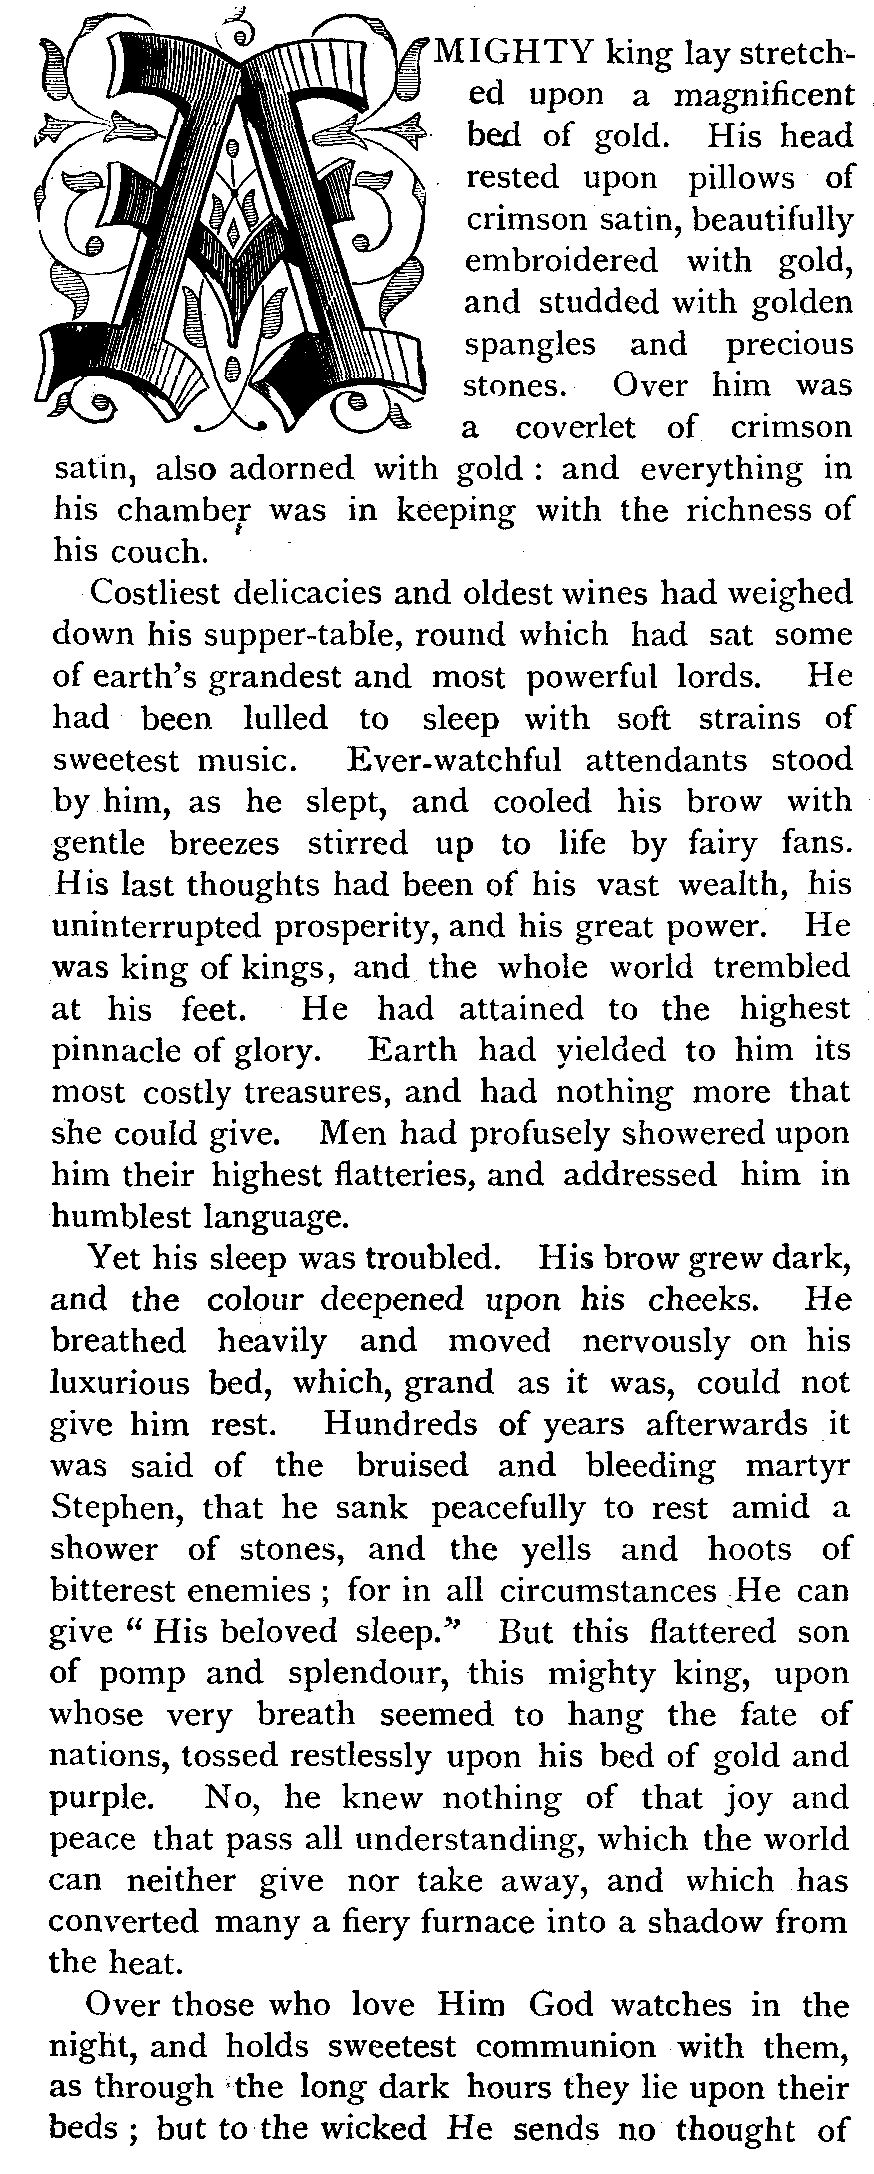 A MIGHTY king lay stretch-
ed upon a magnificent
bed of gold. His head
rested upon pillows of
crimson satin, beautifully
embroidered with gold,
and studded with golden
spangles and precious
stones. Over him was
a coverlet of crimson
satin, also adorned with gold : and everything in
his chamber was in keeping with the richness of
his couch.
Costliest delicacies and oldest wines had weighed
down his supper-table, round which had sat some
of earth's grandest and most powerful lords. He
had been lulled to sleep with soft strains of
sweetest music. Ever-watchful attendants stood
by him, as he slept, and cooled his brow with
gentle breezes stirred up to life by fairy fans.
His last thoughts had been of his vast wealth, his
uninterrupted prosperity, and his great power. He
was king of kings, and the whole world trembled
at his feet. He had attained to the highest
pinnacle of glory. Earth had yielded to him its
most costly treasures, and had nothing more that
she could give. Men had profusely showered upon
him their highest flatteries, and addressed him in
humblest language.
Yet his sleep was troubled. His brow grew dark,
and the colour deepened upon his cheeks. He
breathed heavily and moved nervously on his
luxurious bed, which, grand as it was, could not
give him rest. Hundreds of years afterwards it
was said of the bruised and bleeding martyr
Stephen, that he sank peacefully to rest amid a
shower of stones, and the yells and hoots of
bitterest enemies ; for in all circumstances He can
give “ His beloved sleep.” But this flattered son
of pomp and splendour, this mighty king, upon
whose very breath seemed to hang the fate of
nations, tossed restlessly upon his bed of gold and
purple. No, he knew nothing of that joy and
peace that pass all understanding, which the world
can neither give nor take away, and which has
converted many a fiery furnace into a shadow from
the heat.
Over those who love Him God watches in the
night, and holds sweetest communion with them,
as through the long dark hours they lie upon their
beds ; but to the wicked He sends no thought of